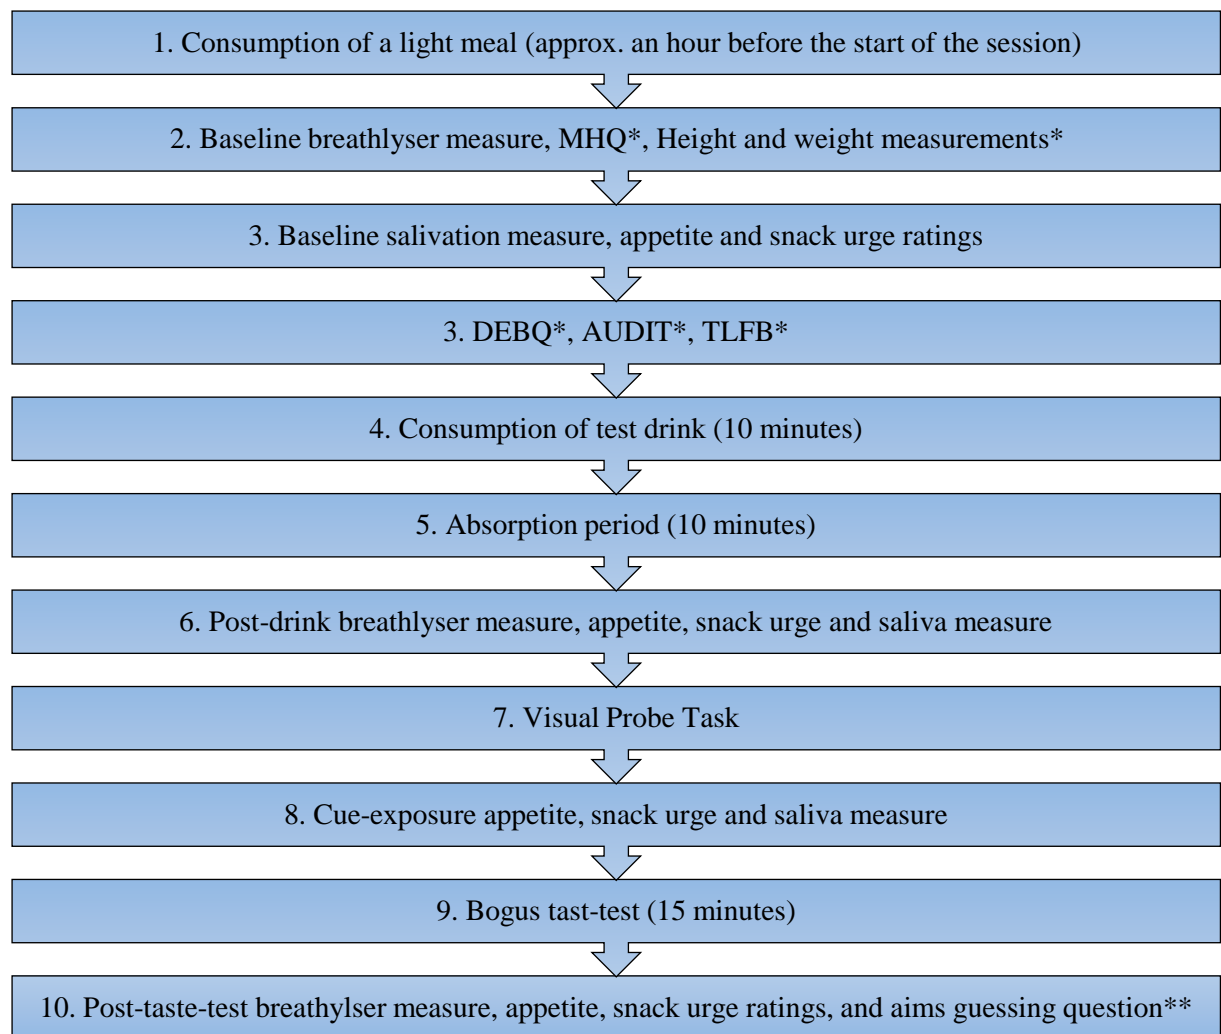 1. Consumption of a light meal (approx. an hour before the start of the session)
2. Baseline breathlyser measure, MHQ*, Height and weight measurements*
3. Baseline salivation measure, appetite and snack urge ratings
3. DEBQ*, AUDIT*, TLFB*
4. Consumption of test drink (10 minutes)
5. Absorption period (10 minutes)
6. Post-drink breathlyser measure, appetite, snack urge and saliva measure
7. Visual Probe Task
8. Cue-exposure appetite, snack urge and saliva measure
9. Bogus tast-test (15 minutes)
10. Post-taste-test breathylser measure, appetite, snack urge ratings, and aims guessing question**